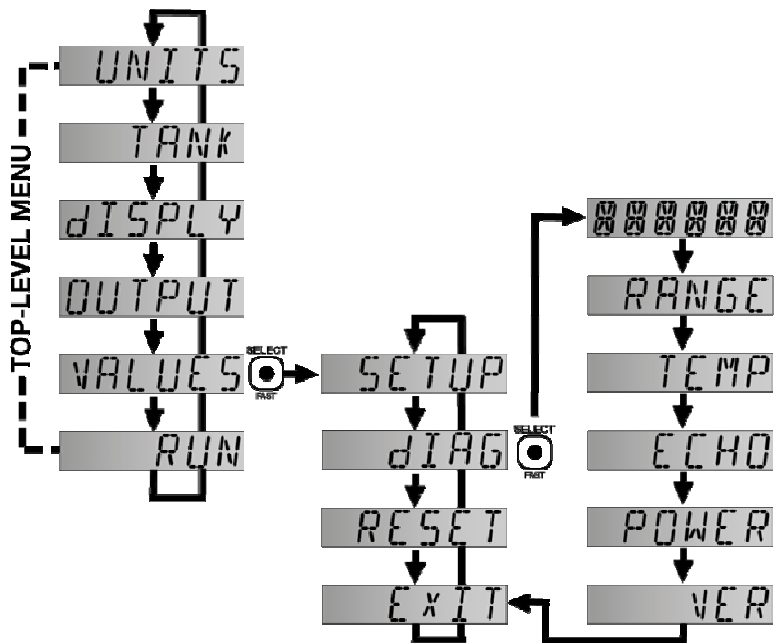 TOP-LEVEL MENU
UNITS
TANK
dISPLY
OUTPUT
VALUES
RUN
SELECT
FAST
SETUP
dIAG
RESET
ExIT
SELECT
FAST
RANGE
TEMP
ECHO
POWER
VER